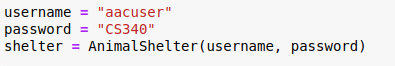 username = "aacuser"
password = "CS340"
shelter = AnimalShelter(username, password)